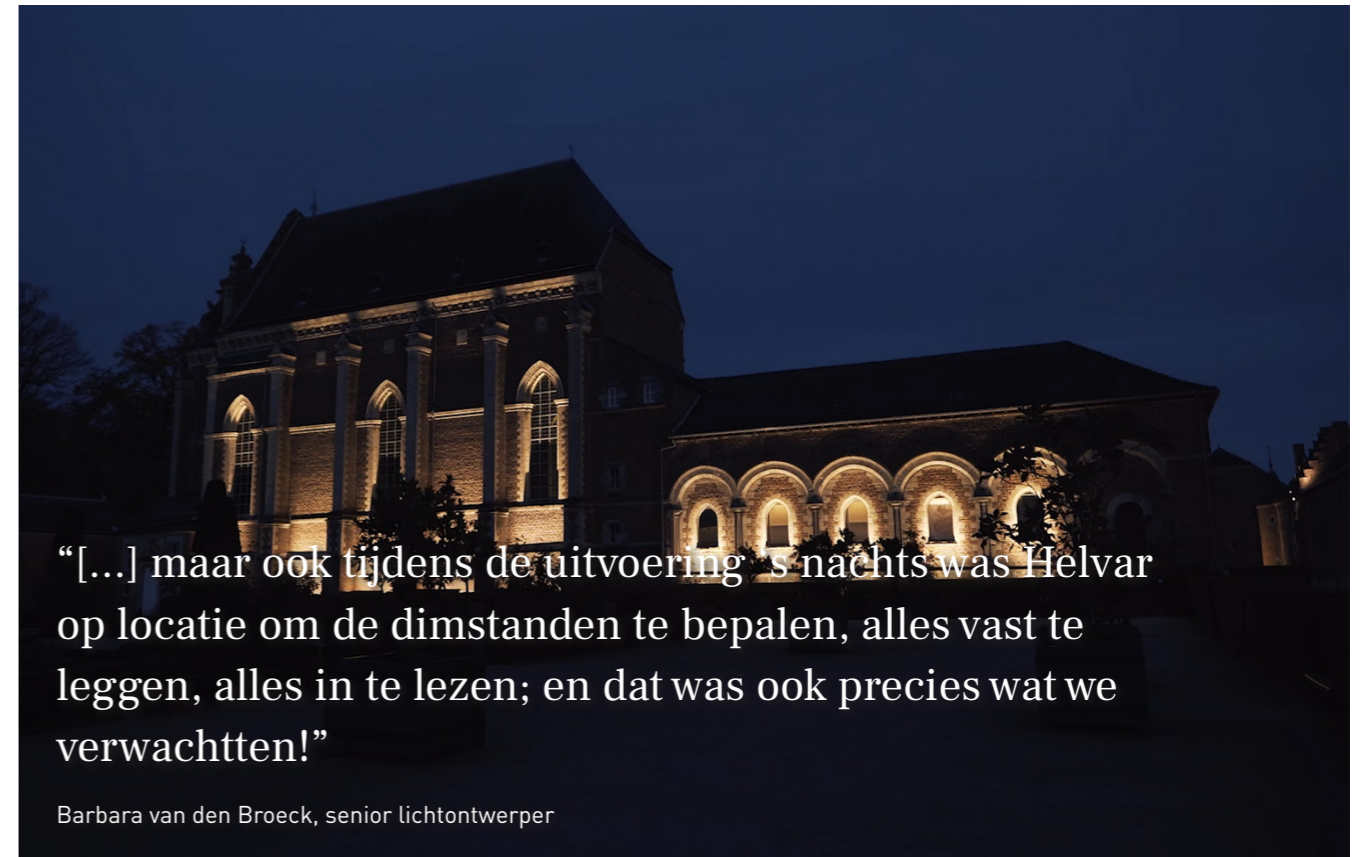 “[...] maar ook tijdens de uitvoering ‘s nachts was Helvar
op locatie om de dimstanden te bepalen, alles vast te
leggen, alles in te lezen; en dat was ook precies wat we
verwachtten!”
Barbara van den Broeck, senior lichtontwerper